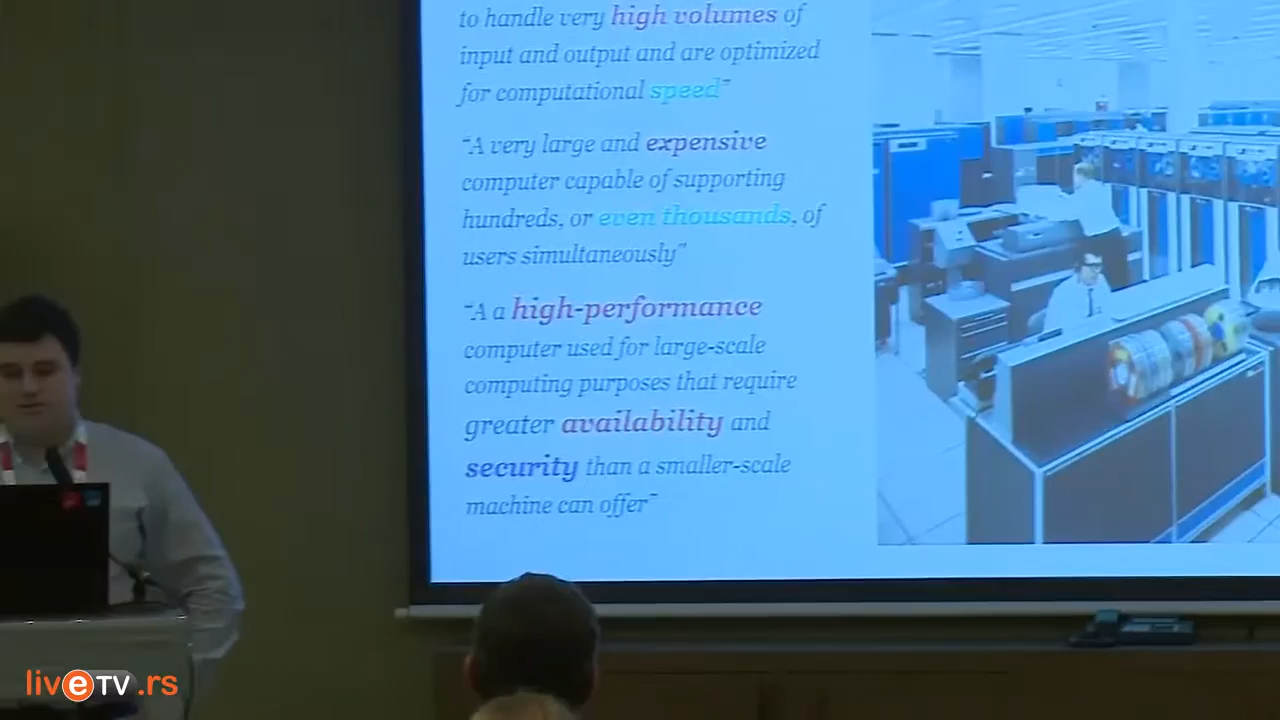 to handle very high volumes of
input and output and are optimized
for computational speed”
“A very large and expensive
computer capable of supporting
hundreds, or even thousands, of
users simultaneously”
“A a high-performance
computer used for large-scale
computing purposes that require
greater availability and
security than a smaller-scale
machine can offer”
livetv.rs